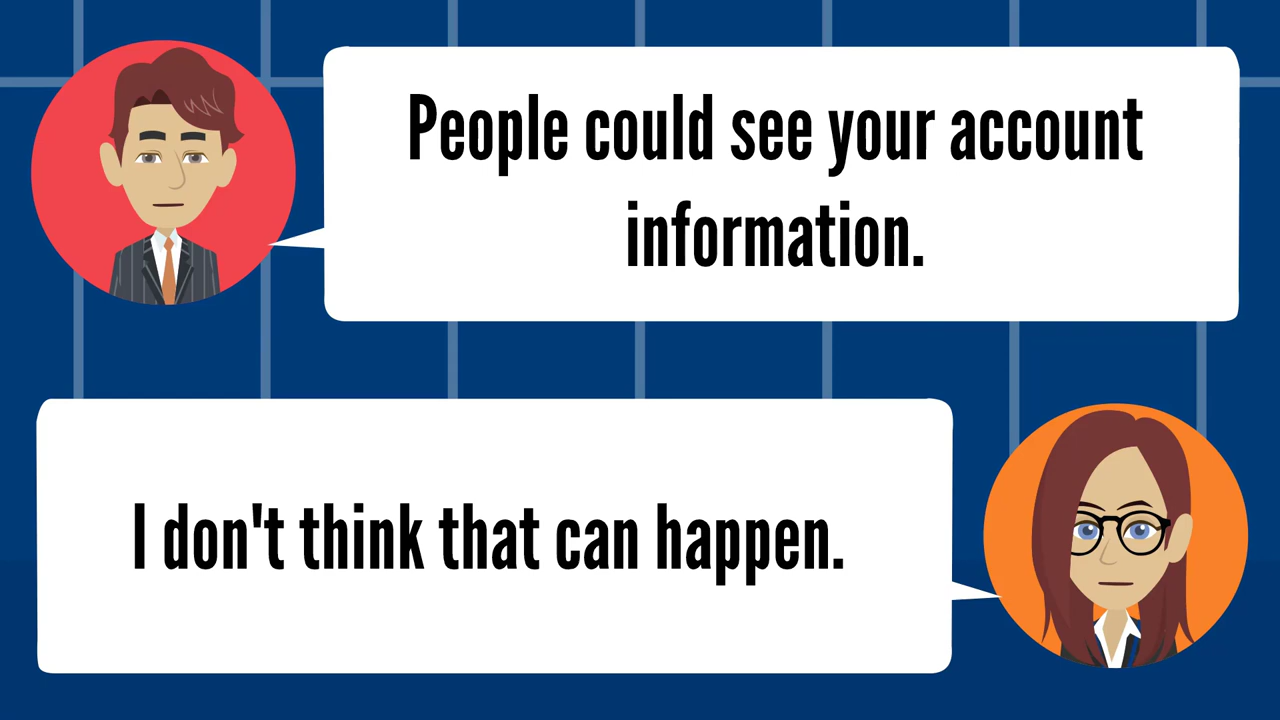 People could see your account
information.
I don't think that can happen.